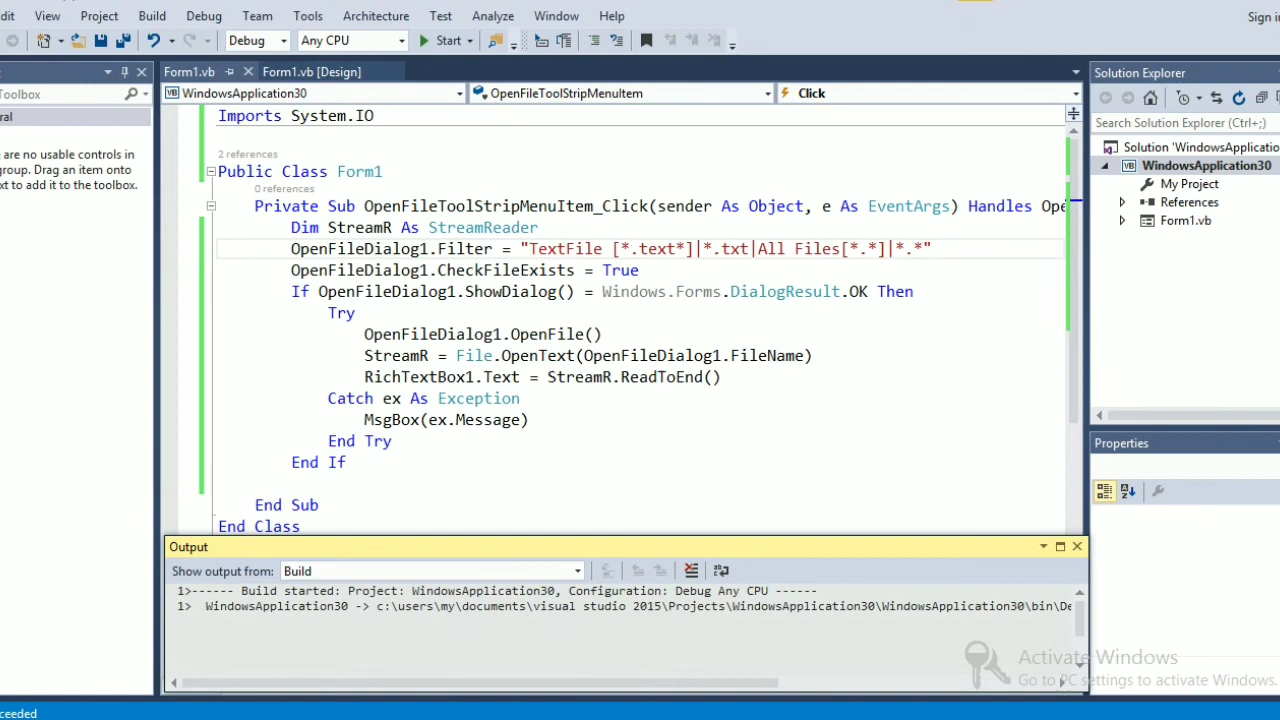 dit View Project Build Debug Team Tools Architecture Test Analyze Window Help
Sign i
Debug Any CPU Start
Form1.vb Form1.vb [Design]
Solution Explorer
Toolbox
WindowsApplication30 OpenFileToolStripMenuItem Click
ral
Search Solution Explorer (Ctrl+;)
are no usable controls in
group. Drag an item onto
xt to add it to the toolbox.
Imports System.IO
2 references
Public Class Form1
0 references
Private Sub OpenFileToolStripMenuItem_Click(sender As Object, e As EventArgs) Handles Ope
Dim StreamR As StreamReader
OpenFileDialog1.Filter = "TextFile [*.text*]|*.txt|All Files[*.*]|*.*"
OpenFileDialog1.CheckFileExists = True
If OpenFileDialog1.ShowDialog() = Windows.Forms.DialogResult.OK Then
Try
OpenFileDialog1.OpenFile()
StreamR = File.OpenText(OpenFileDialog1.FileName)
RichTextBox1.Text = StreamR.ReadToEnd()
Catch ex As Exception
MsgBox(ex.Message)
End Try
End If
End Sub
End Class
Solution 'WindowsApplication
WindowsApplication30
My Project
References
Form1.vb
Properties
Output
Show output from: Build
1>------ Build started: Project: WindowsApplication30, Configuration: Debug Any CPU ------
1> WindowsApplication30 -> c:\users\my\documents\visual studio 2015\Projects\WindowsApplication30\WindowsApplication30\bin\De
Activate Windows
Go to PC settings to activate Windows.
ceeded